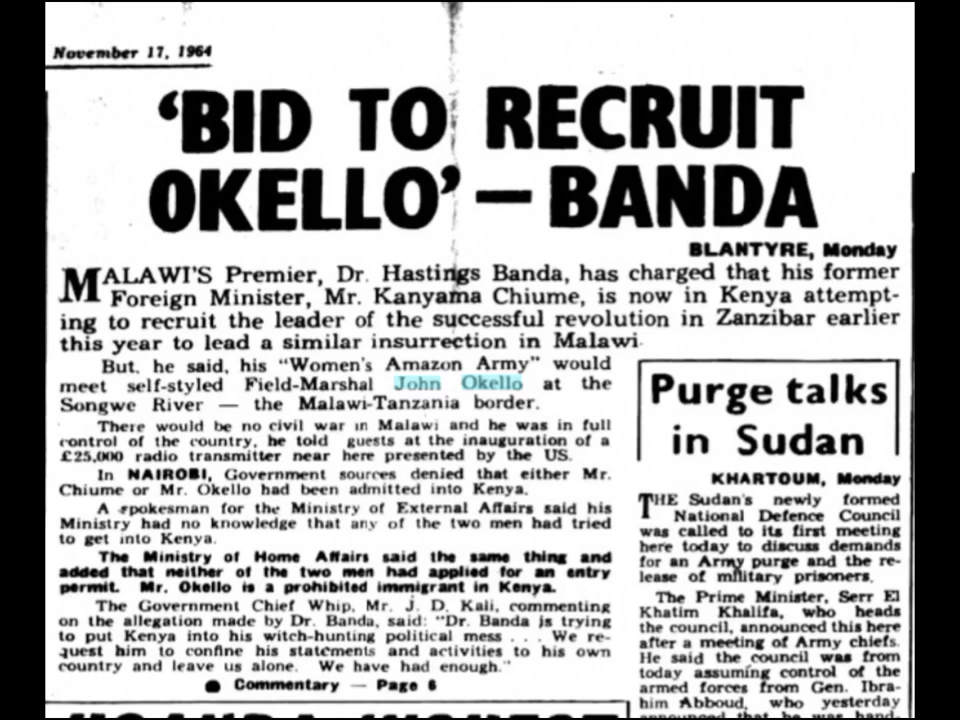 November 17, 1964
'BID TO RECRUIT
OKELLO' — BANDA
BLANTYRE, Monday
MALAWI'S Premier, Dr. Hastings Banda, has charged that his former
Foreign Minister, Mr. Kanyama Chiume, is now in Kenya attempt-
ing to recruit the leader of the successful revolution in Zanzibar earlier
this year to lead a similar insurrection in Malawi.
But, he said, his "Women's Amazon Army" would
meet self-styled Field-Marshal John Okello at the
Songwe River — the Malawi-Tanzania border.
There would be no civil war in Malawi and he was in full
control of the country, he told guests at the inauguration of a
£25,000 radio transmitter near here presented by the US.
In NAIROBI, Government sources denied that either Mr.
Chiume or Mr. Okello had been admitted into Kenya.
A spokesman for the Ministry of External Affairs said his
Ministry had no knowledge that any of the two men had tried
to get into Kenya.
The Ministry of Home Affairs said the same thing and
added that neither of the two men had applied for an entry
permit. Mr. Okello is a prohibited immigrant in Kenya.
The Government Chief Whip, Mr. J. D. Kali, commenting
on the allegation made by Dr. Banda, said: "Dr. Banda is trying
to put Kenya into his witch-hunting political mess . . . We re-
quest him to confine his statements and activities to his own
country and leave us alone. We have had enough."
● Commentary — Page 6
Purge talks
in Sudan
KHARTOUM, Monday
THE Sudan's newly formed
National Defence Council
was called to its first meeting
here today to discuss demands
for an Army purge and the re-
lease of military prisoners.
The Prime Minister, Serr El
Khatim Khalifa, who heads
the council, announced this here
after a meeting of Army chiefs.
He said the council was from
today assuming control of the
armed forces from Gen. Ibra-
him Abboud, who yesterday
announced that he was